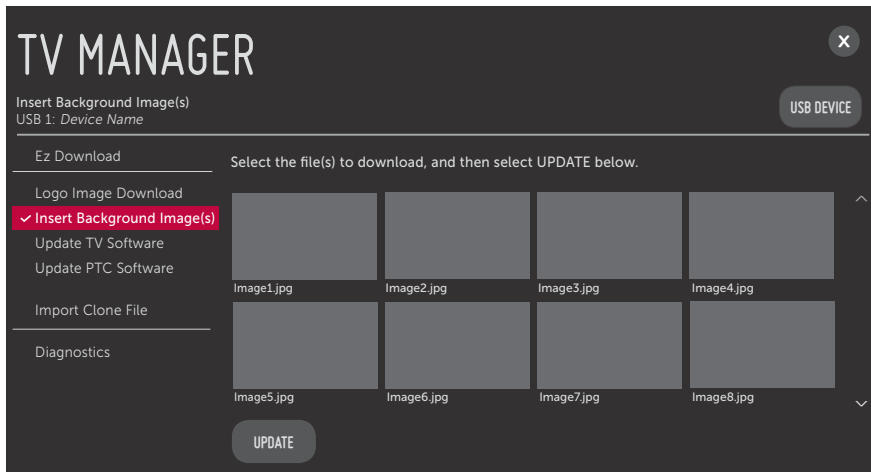 TV MANAGER
X
Insert Background Image(s)
USB 1: Device Name
USB DEVICE
Ez Download
Select the file(s) to download, and then select UPDATE below.
Logo Image Download
Insert Background Image(s)
Update TV Software
Update PTC Software
Import Clone File
Diagnostics
Image1.jpg
Image2.jpg
Image3.jpg
Image4.jpg
Image5.jpg
Image6.jpg
Image7.jpg
Image8.jpg
UPDATE